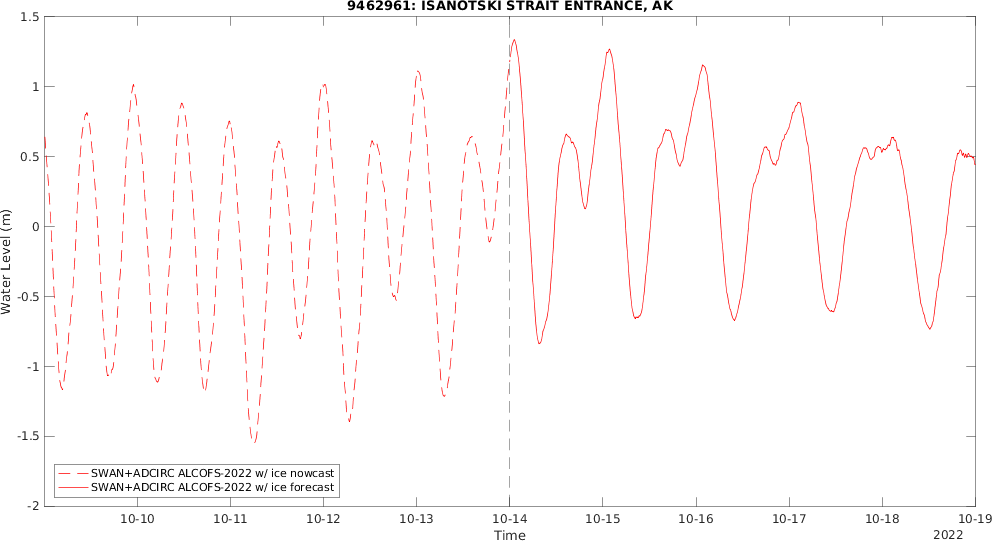 9462961: ISANOTSKI STRAIT ENTRANCE, AK
1.5
1
0.5
0
-0.5
-1
-1.5
-2
Water Level (m)
SWAN+ADCIRC ALCOFS-2022 w/ ice nowcast
SWAN+ADCIRC ALCOFS-2022 w/ ice forecast
10-10 10-11 10-12 10-13 10-14 10-15 10-16 10-17 10-18 10-19
Time
2022